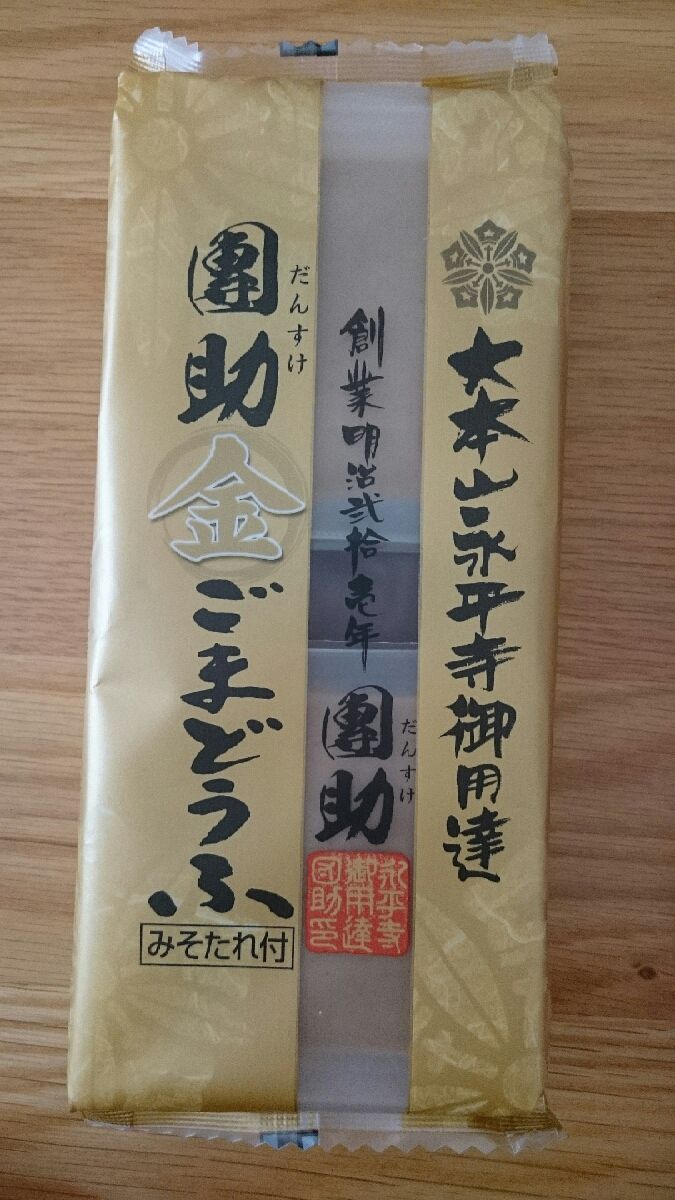 大本山永平寺御用達
創業明治弐拾壱年
團助
だんすけ
永平寺
御用達
団助印
團助
だんすけ
金
ごまどうふ
みそたれ付